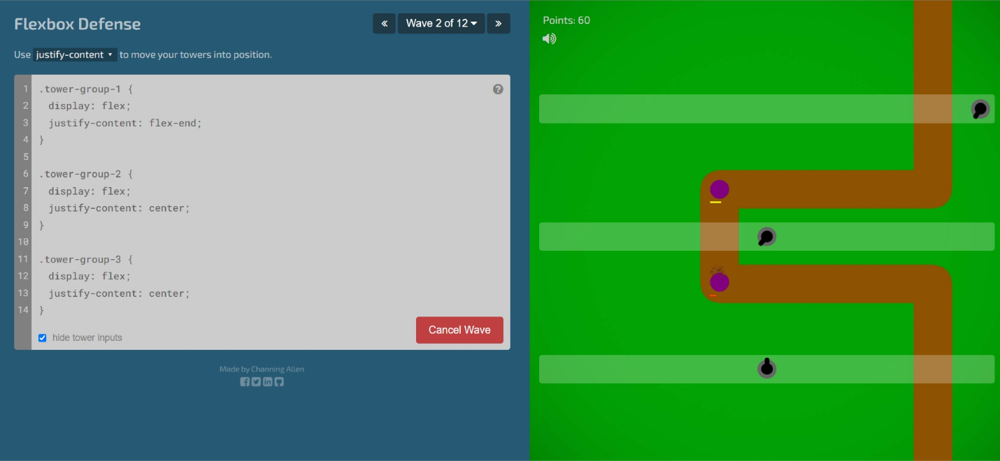 Flexbox Defense
« Wave 2 of 12 »
Use justify-content to move your towers into position.
1 .tower-group-1 {
2 display: flex;
3 justify-content: flex-end;
4 }
5
6 .tower-group-2 {
7 display: flex;
8 justify-content: center;
9 }
10
11 .tower-group-3 {
12 display: flex;
13 justify-content: center;
14 }
?
hide tower inputs
Cancel Wave
Made by Channing Allen
Points: 60